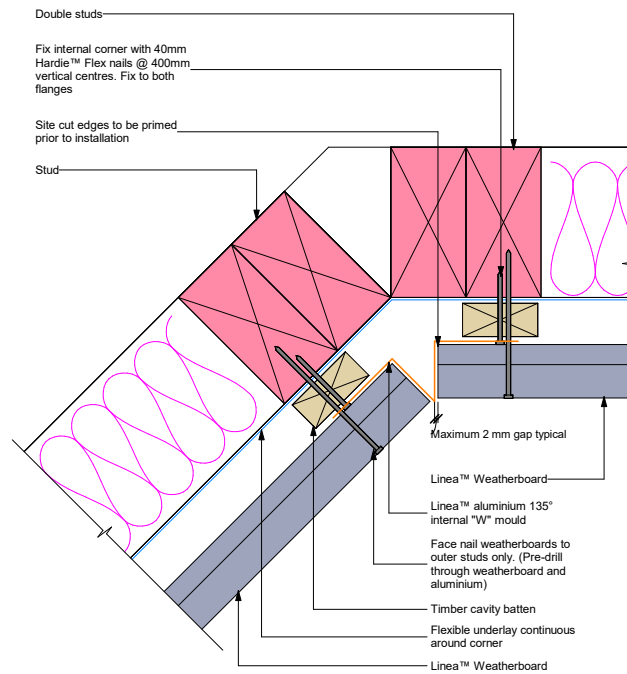 Double studs
Fix internal corner with 40mm
Hardie™ Flex nails @ 400mm
vertical centres. Fix to both
flanges
Site cut edges to be primed
prior to installation
Stud
Maximum 2 mm gap typical
Linea™ Weatherboard
Linea™ aluminium 135°
internal "W" mould
Face nail weatherboards to
outer studs only. (Pre-drill
through weatherboard and
aluminium)
Timber cavity batten
Flexible underlay continuous
around corner
Linea™ Weatherboard